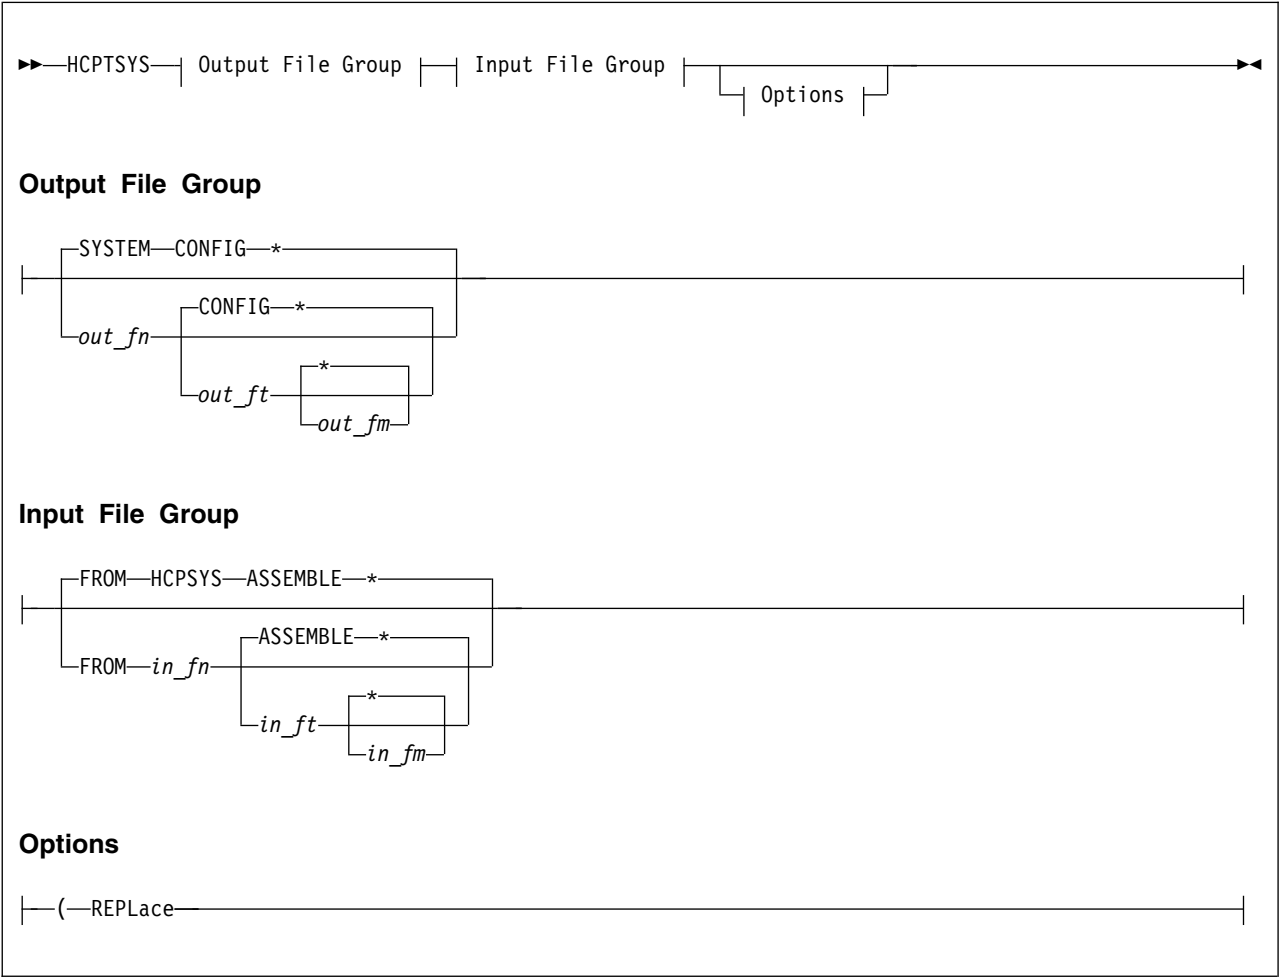 HCPTSYS Output File Group Input File Group
Options
Output File Group
SYSTEM CONFIG *
CONFIG *
out_fn
*
out_ft
out_fm
Input File Group
FROM HCPSYS ASSEMBLE *
ASSEMBLE *
FROM in_fn
*
in_ft
in_fm
Options
( REPLace